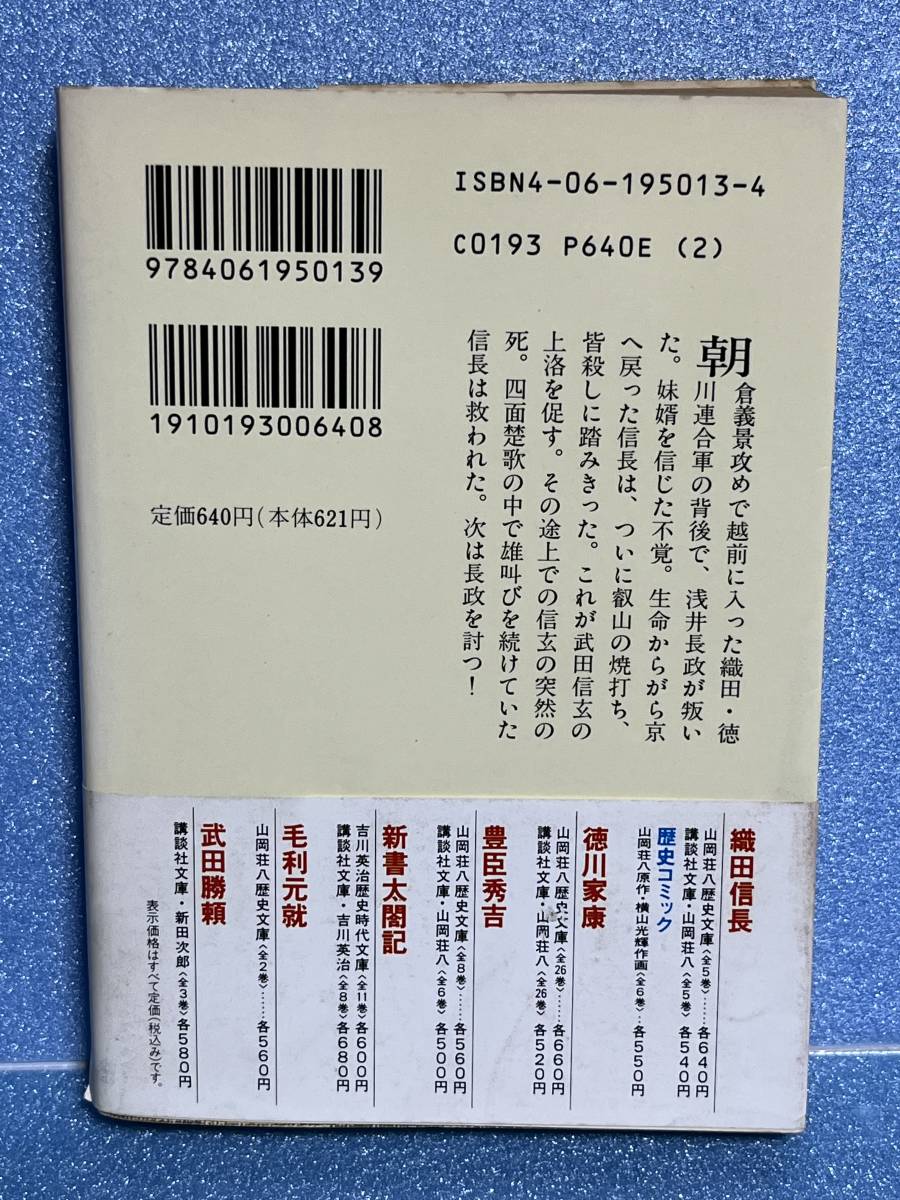 ISBN4-06-195013-4
C0193 P640E (2)
9784061950139
1910193006408
定価640円(本体621円)
朝倉義景攻めで越前に入った織田・徳
川連合軍の背後で、浅井長政が叛い
た。妹婿を信じた不覚。生命からがら京
へ戻った信長は、ついに叡山の焼打ち、
皆殺しに踏みきった。これが武田信玄の
上洛を促す。その途上での信玄の突然の
死。四面楚歌の中で雄叫びを続けていた
信長は救われた。次は長政を討つ!
織田信長
山岡荘八歴史文庫〈全5巻〉……各640円
講談社文庫・山岡荘八〈全5巻〉各540円
歴史コミック
山岡荘八原作・横山光輝作画〈全6巻〉…各550円
徳川家康
山岡荘八歴史文庫〈全26巻〉……各660円
講談社文庫・山岡荘八〈全26巻〉各520円
豊臣秀吉
山岡荘八歴史文庫〈全8巻〉……各560円
講談社文庫・山岡荘八〈全6巻〉各500円
新書太閤記
吉川英治歴史時代文庫〈全11巻〉各600円
講談社文庫・吉川英治〈全8巻〉各680円
毛利元就
山岡荘八歴史文庫〈全2巻〉……各560円
武田勝頼
講談社文庫・新田次郎〈全3巻〉各580円
表示価格はすべて定価(税込み)です。